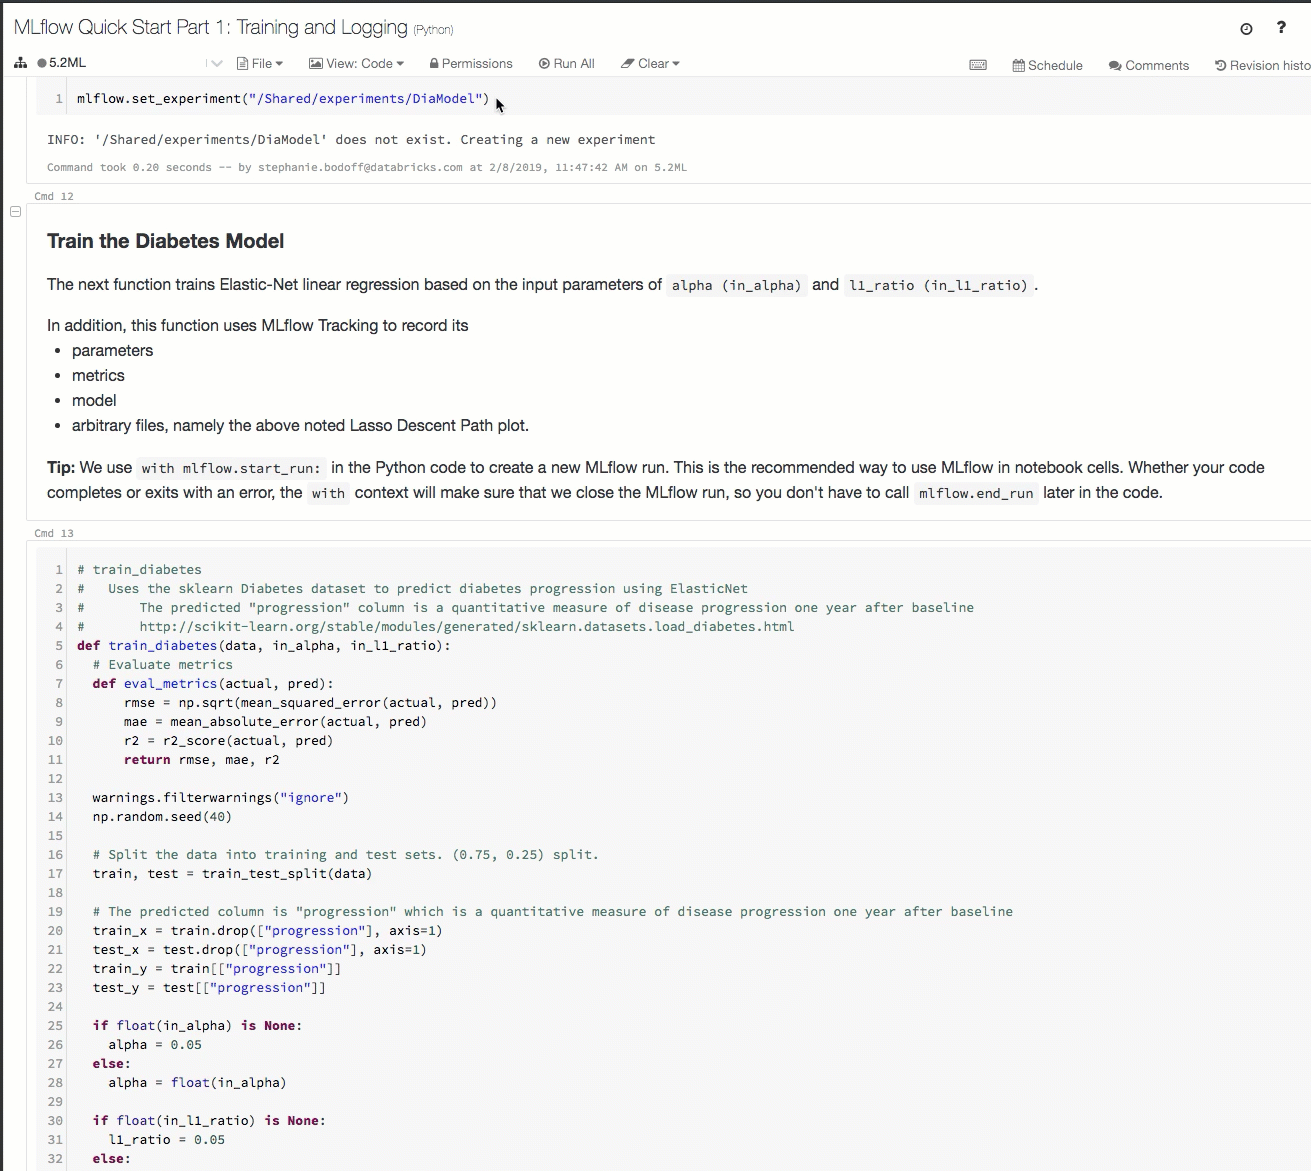 MLflow Quick Start Part 1: Training and Logging (Python)
?
5.2ML File View: Code Permissions Run All Clear Schedule Comments Revision histo
1 mlflow.set_experiment("/Shared/experiments/DiaModel")
INFO: '/Shared/experiments/DiaModel' does not exist. Creating a new experiment
Command took 0.20 seconds -- by stephanie.bodoff@databricks.com at 2/8/2019, 11:47:42 AM on 5.2ML
Cmd 12
Train the Diabetes Model
The next function trains Elastic-Net linear regression based on the input parameters of alpha (in_alpha) and l1_ratio (in_l1_ratio) .
In addition, this function uses MLflow Tracking to record its
• parameters
• metrics
• model
• arbitrary files, namely the above noted Lasso Descent Path plot.
Tip: We use with mlflow.start_run: in the Python code to create a new MLflow run. This is the recommended way to use MLflow in notebook cells. Whether your code
completes or exits with an error, the with context will make sure that we close the MLflow run, so you don't have to call mlflow.end_run later in the code.
Cmd 13
1 # train_diabetes
2 #   Uses the sklearn Diabetes dataset to predict diabetes progression using ElasticNet
3 #       The predicted "progression" column is a quantitative measure of disease progression one year after baseline
4 #       http://scikit-learn.org/stable/modules/generated/sklearn.datasets.load_diabetes.html
5 def train_diabetes(data, in_alpha, in_l1_ratio):
6   # Evaluate metrics
7   def eval_metrics(actual, pred):
8       rmse = np.sqrt(mean_squared_error(actual, pred))
9       mae = mean_absolute_error(actual, pred)
10       r2 = r2_score(actual, pred)
11       return rmse, mae, r2
12
13   warnings.filterwarnings("ignore")
14   np.random.seed(40)
15
16   # Split the data into training and test sets. (0.75, 0.25) split.
17   train, test = train_test_split(data)
18
19   # The predicted column is "progression" which is a quantitative measure of disease progression one year after baseline
20   train_x = train.drop(["progression"], axis=1)
21   test_x = test.drop(["progression"], axis=1)
22   train_y = train[["progression"]]
23   test_y = test[["progression"]]
24
25   if float(in_alpha) is None:
26     alpha = 0.05
27   else:
28     alpha = float(in_alpha)
29
30   if float(in_l1_ratio) is None:
31     l1_ratio = 0.05
32   else: